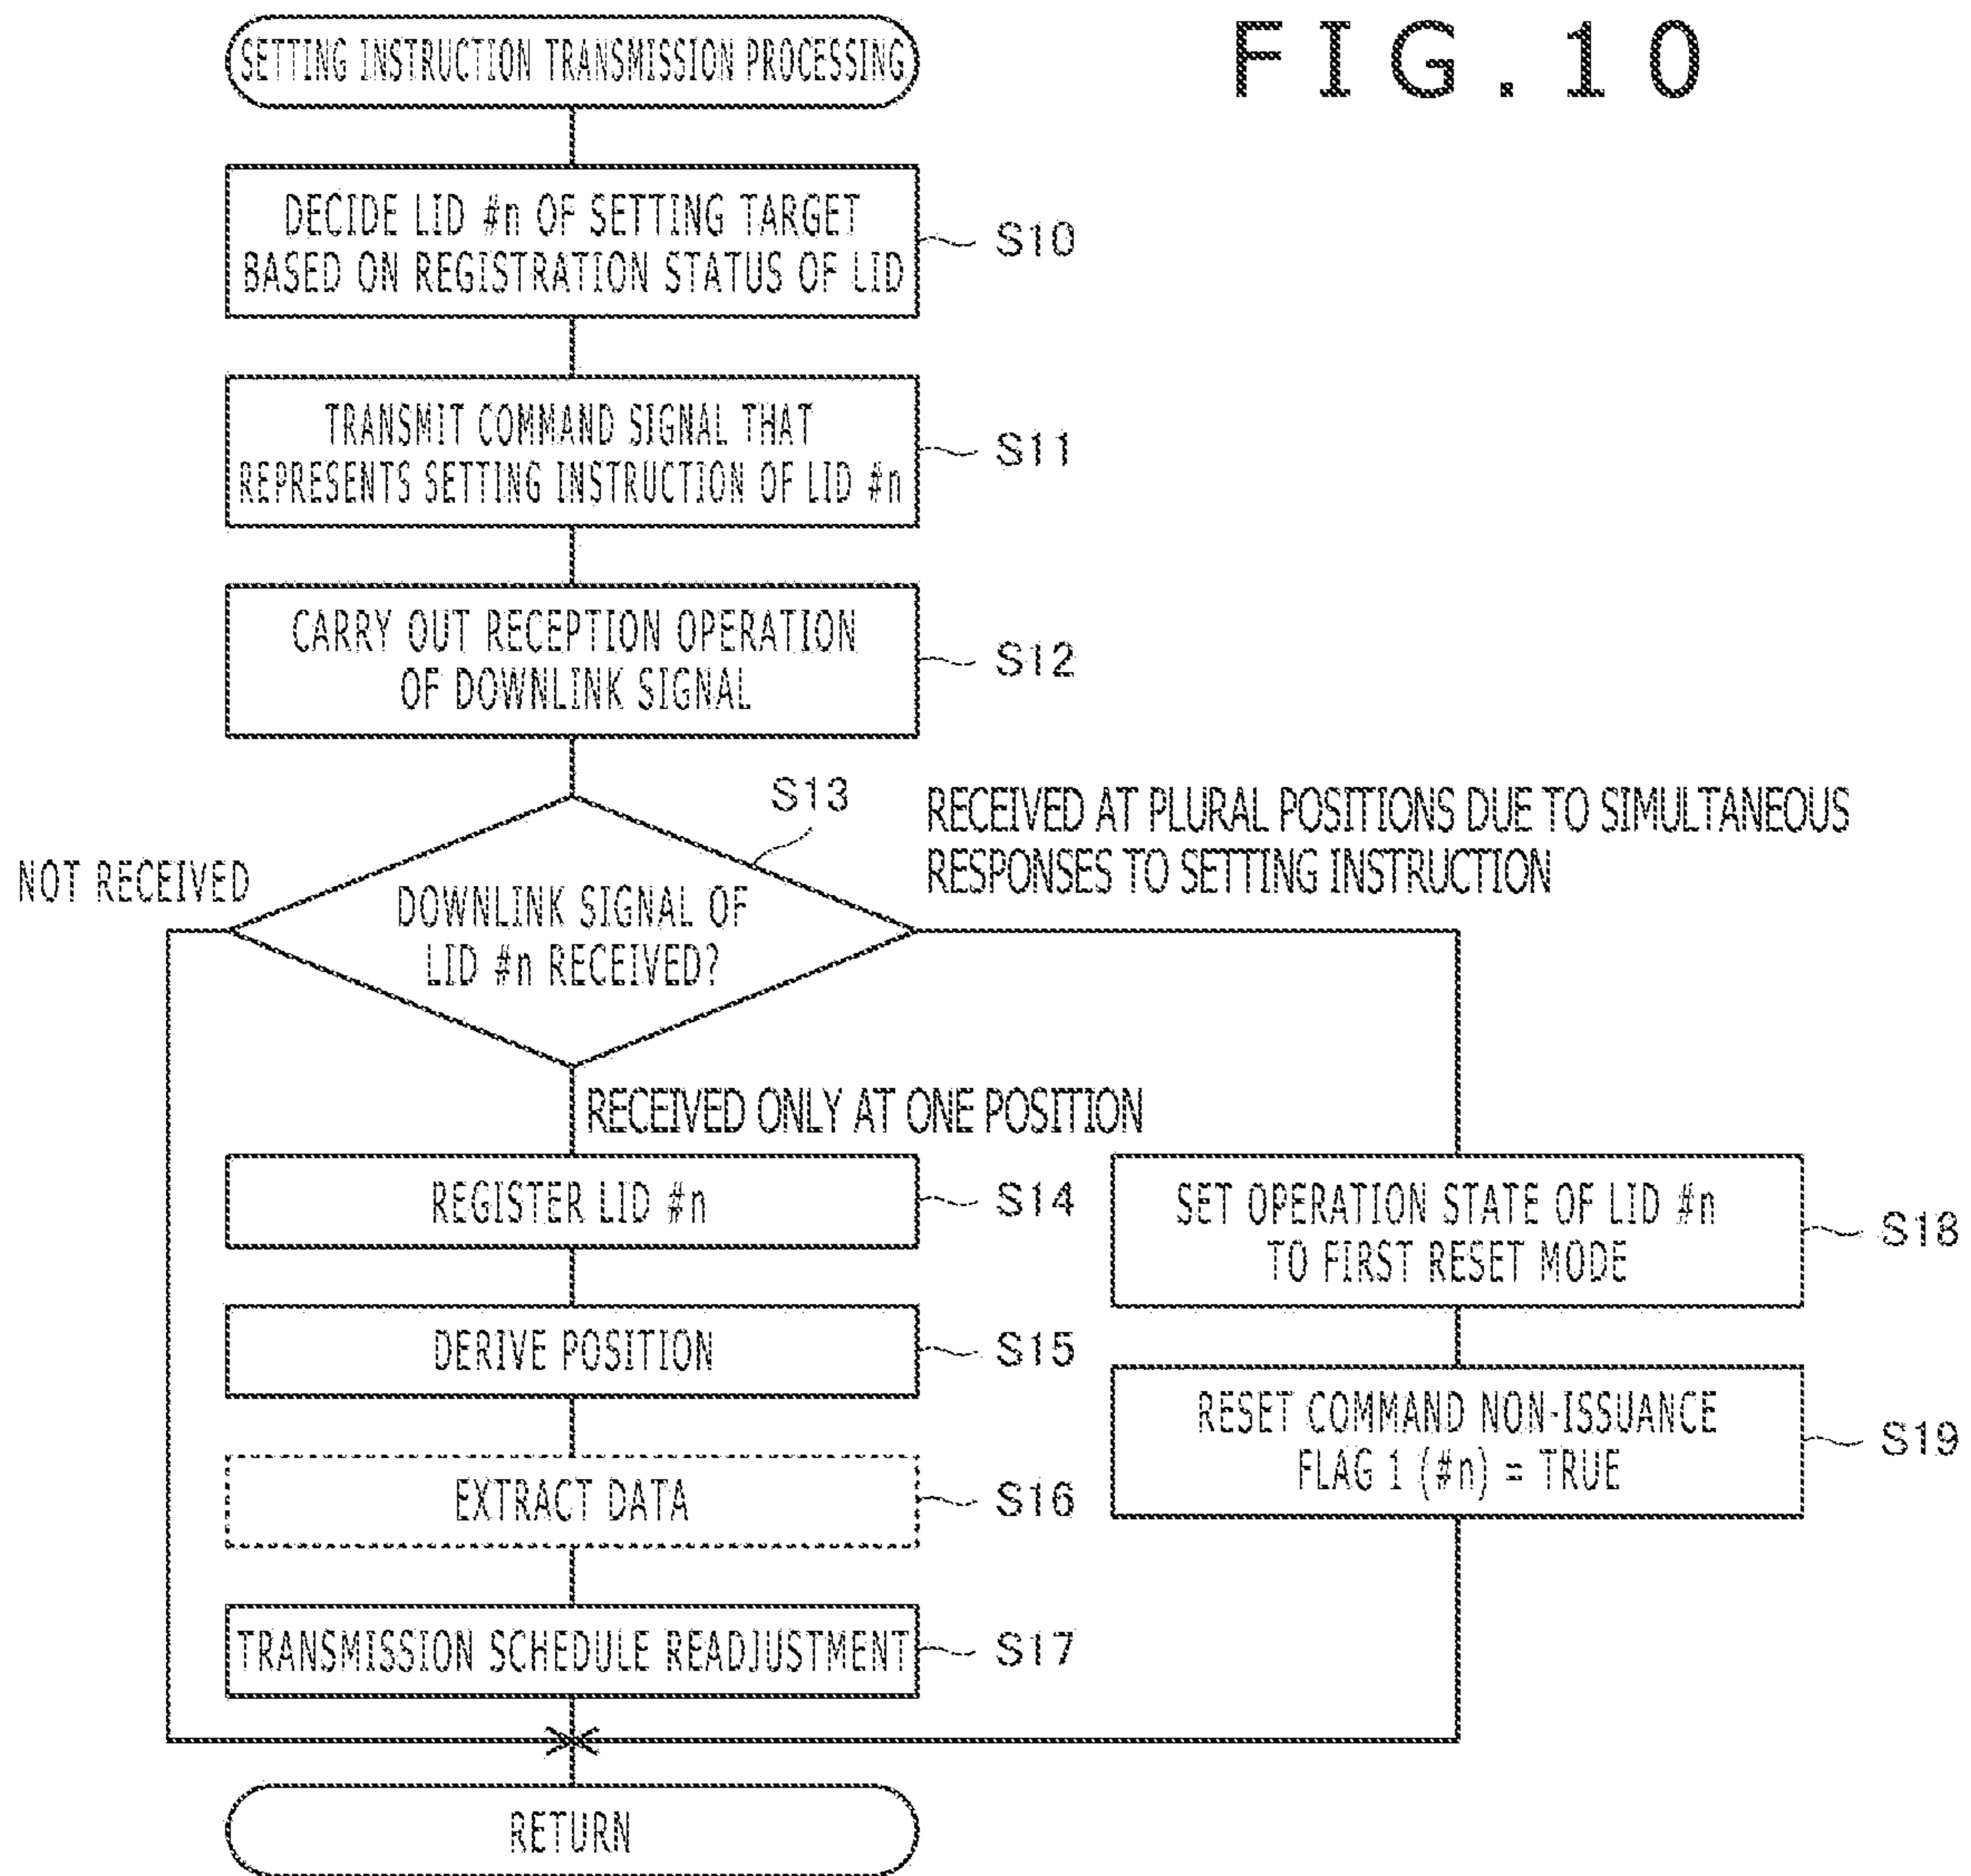 FIG.10
SETTING INSTRUCTION TRANSMISSION PROCESSING
DECIDE LID #n OF SETTING TARGET
BASED ON REGISTRATION STATUS OF LID
S10
TRANSMIT COMMAND SIGNAL THAT
REPRESENTS SETTING INSTRUCTION OF LID #n
S11
CARRY OUT RECEPTION OPERATION
OF DOWNLINK SIGNAL
S12
S13
RECEIVED AT PLURAL POSITIONS DUE TO SIMULTANEOUS
RESPONSES TO SETTING INSTRUCTION
NOT RECEIVED
DOWNLINK SIGNAL OF
LID #n RECEIVED?
RECEIVED ONLY AT ONE POSITION
REGISTER LID #n
S14
DERIVE POSITION
S15
EXTRACT DATA
S16
TRANSMISSION SCHEDULE READJUSTMENT
S17
SET OPERATION STATE OF LID #n
TO FIRST RESET MODE
S18
RESET COMMAND NON-ISSUANCE
FLAG 1 (#n) = TRUE
S19
RETURN